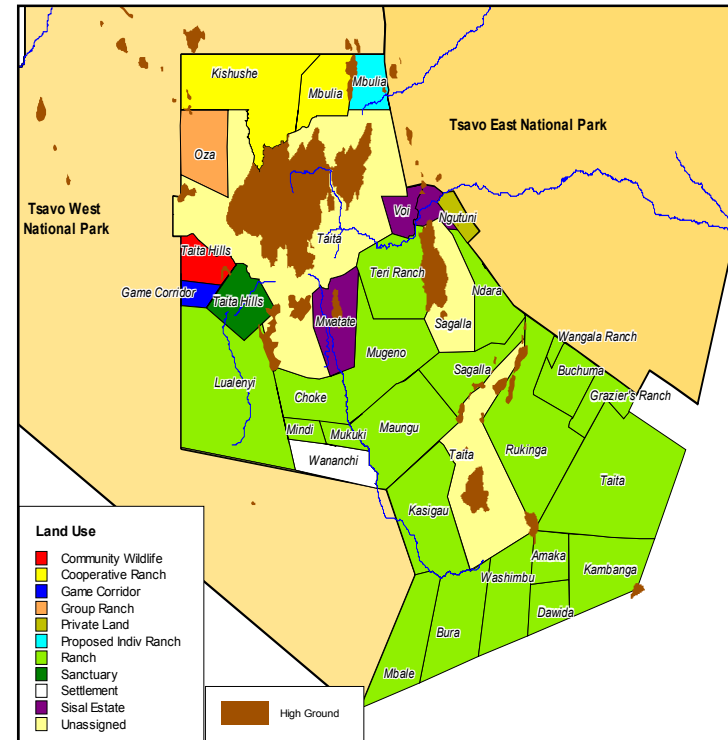 Kishushe
Mbulia
Mbulia
Tsavo East National Park
Oza
Tsavo West
National Park
Voi
Ngutuni
Taita
Taita Hills
Teri Ranch
Ndara
Game Corridor
Taita Hills
Mwatate
Sagalla
Mugeno
Wangala Ranch
Lualenyi
Sagalla
Buchuma
Grazier's Ranch
Choke
Mindi
Mukuki
Maungu
Taita
Rukinga
Wananchi
Taita
Kasigau
Amaka
Washimbu
Kambanga
Dawida
Bura
Mbale
Land Use
Community Wildlife
Cooperative Ranch
Game Corridor
Group Ranch
Private Land
Proposed Indiv Ranch
Ranch
Sanctuary
Settlement
Sisal Estate
Unassigned
High Ground